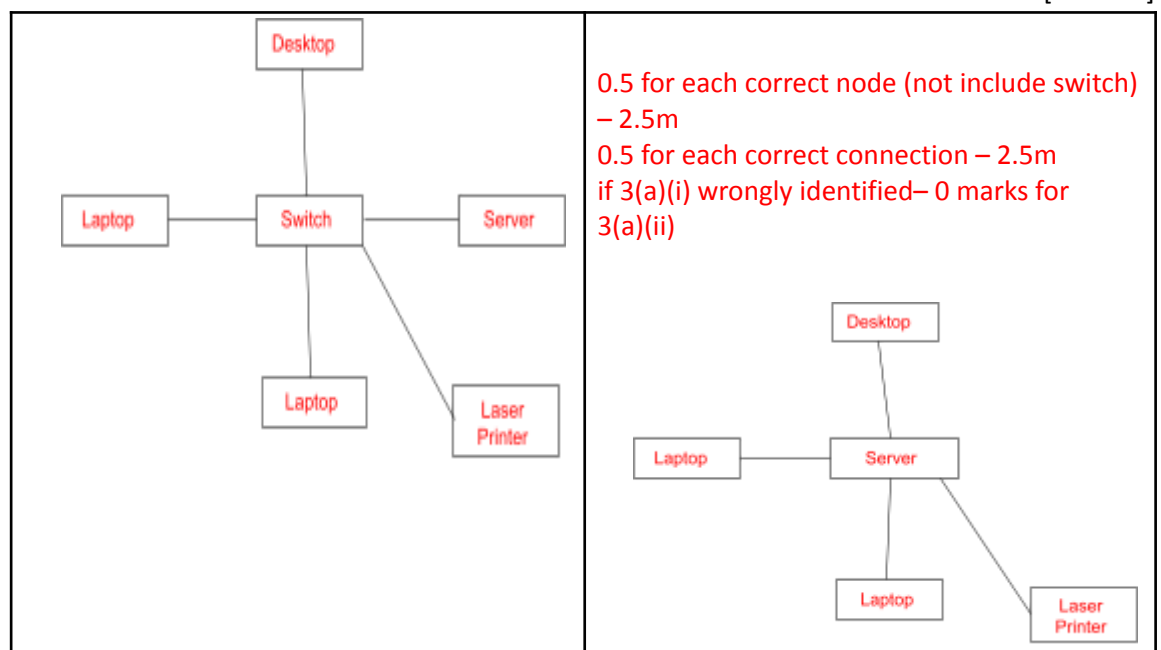 Desktop
Laptop
Switch
Server
Laptop
Laser
Printer
0.5 for each correct node (not include switch)
– 2.5m
0.5 for each correct connection – 2.5m
if 3(a)(i) wrongly identified– 0 marks for
3(a)(ii)
Desktop
Laptop
Server
Laptop
Laser
Printer